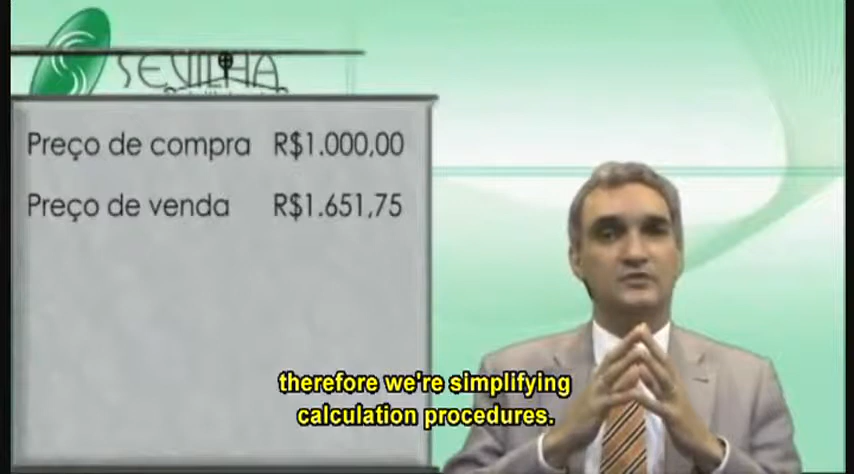 SEVILHA
Preço de compra R$1.000,00
Preço de venda R$1.651,75
therefore we're simplifying
calculation procedures.